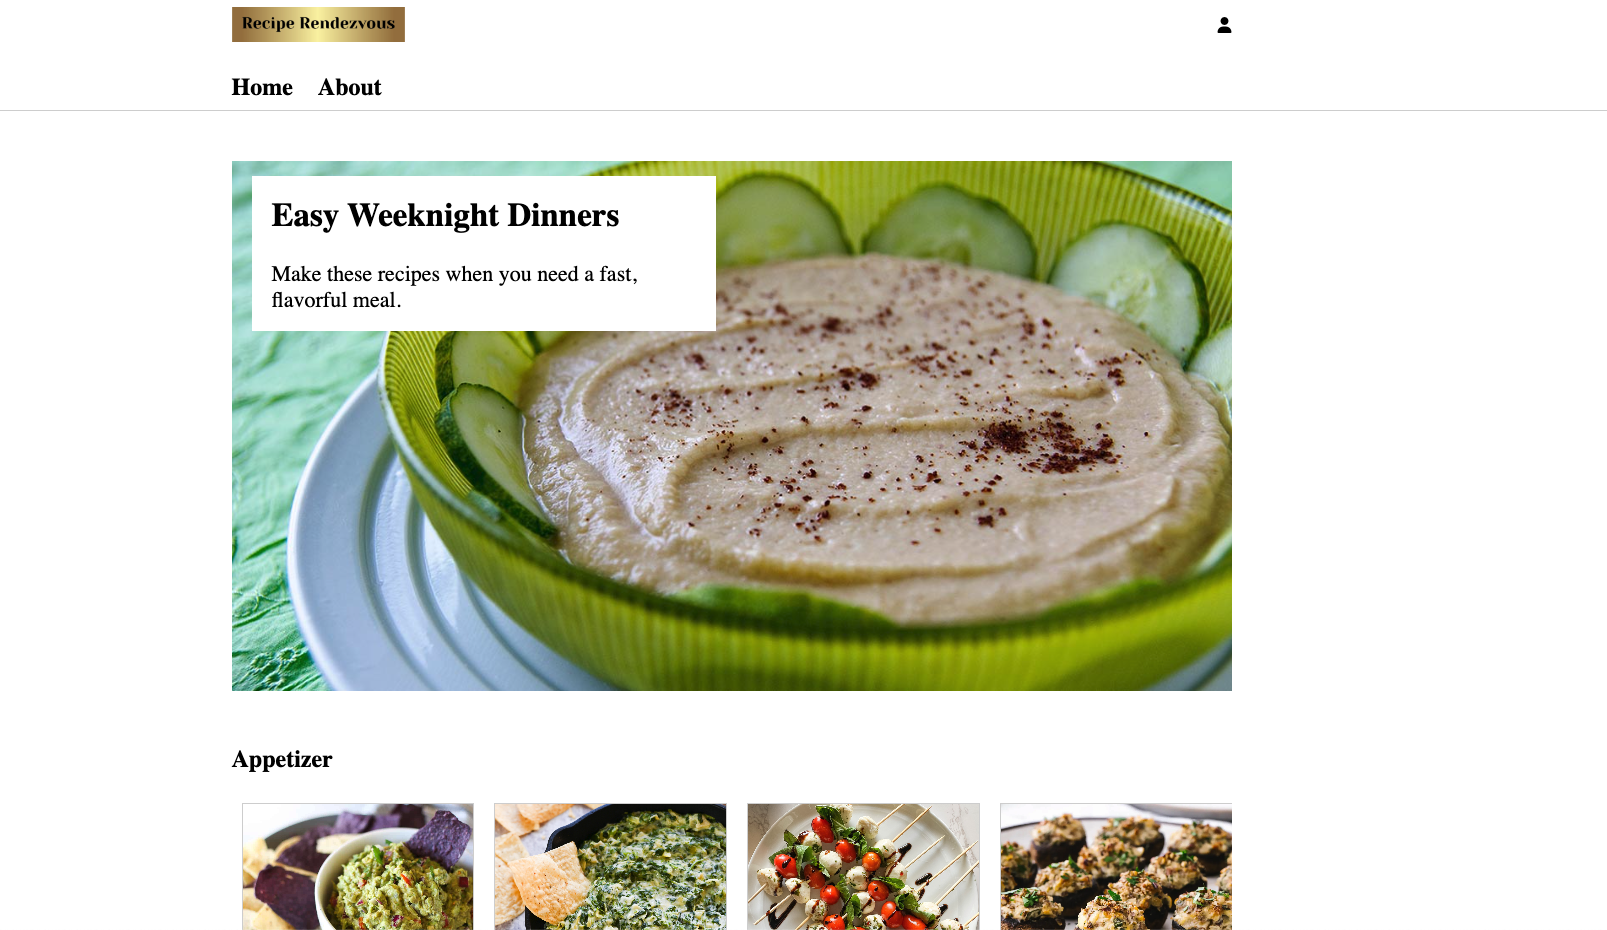 Recipe Rendezvous
Home About
Easy Weeknight Dinners
Make these recipes when you need a fast,
flavorful meal.
Appetizer